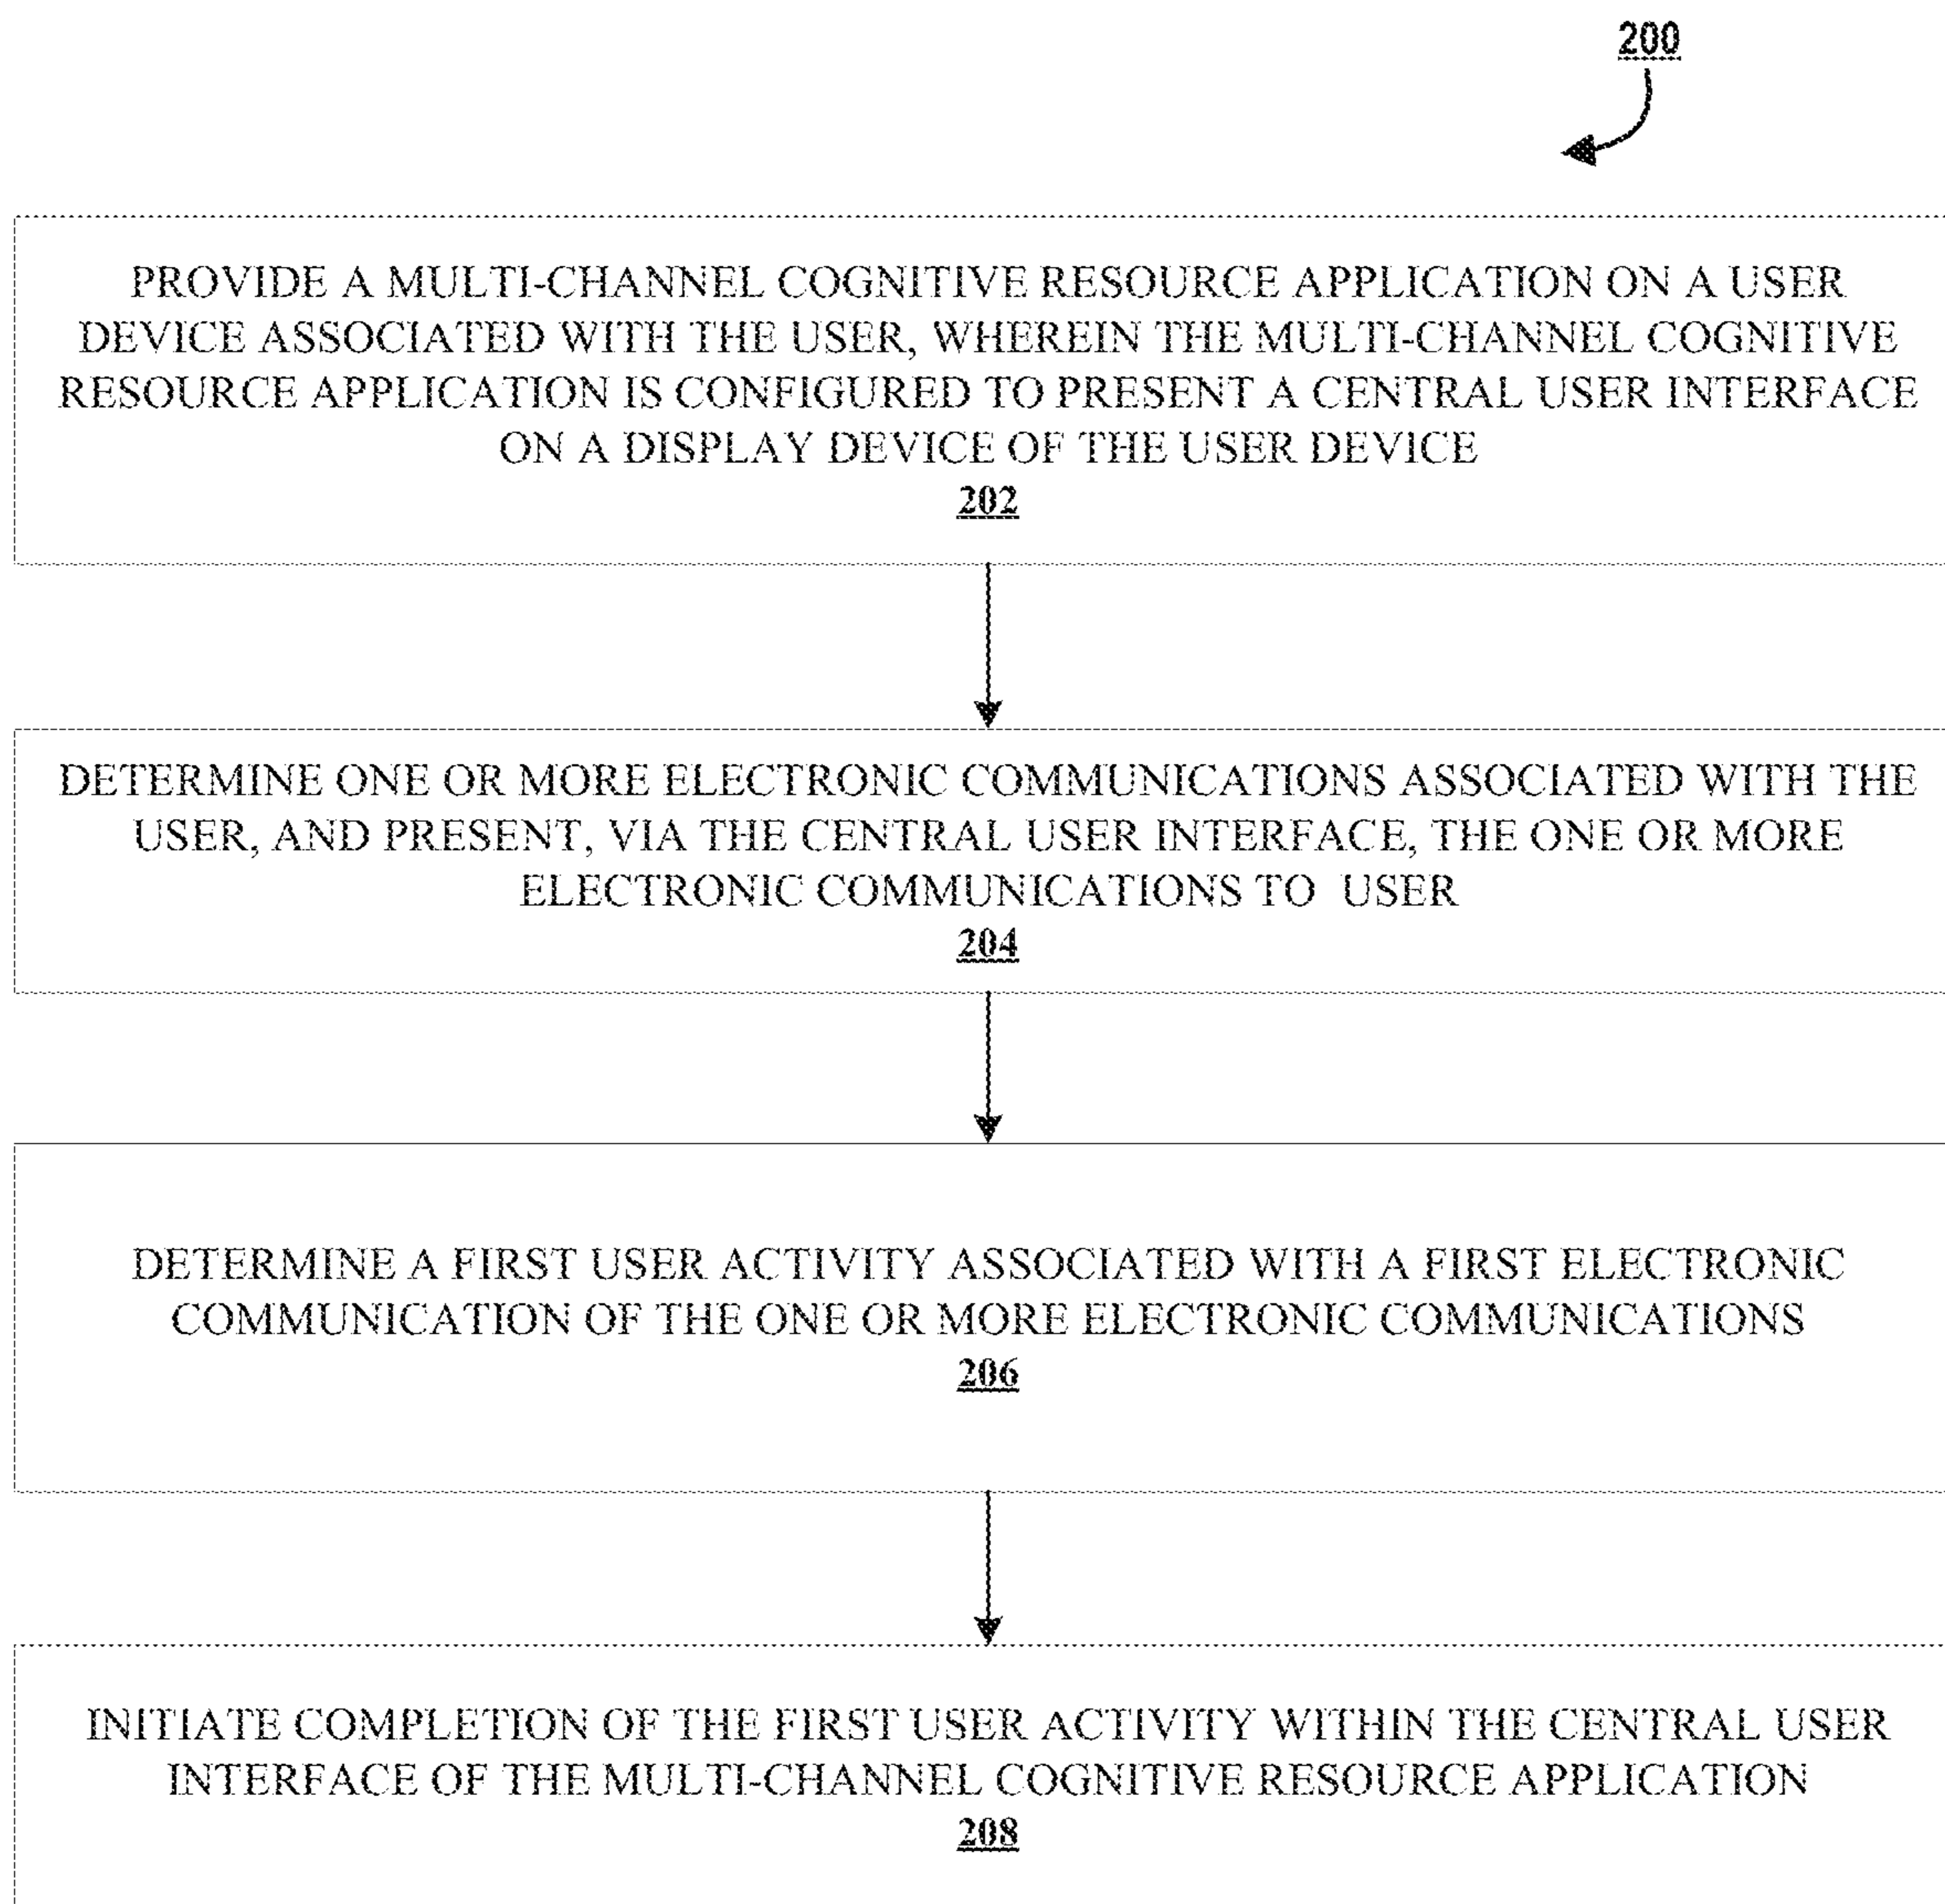 200
PROVIDE A MULTI-CHANNEL COGNITIVE RESOURCE APPLICATION ON A USER
DEVICE ASSOCIATED WITH THE USER, WHEREIN THE MULTI-CHANNEL COGNITIVE
RESOURCE APPLICATION IS CONFIGURED TO PRESENT A CENTRAL USER INTERFACE
ON A DISPLAY DEVICE OF THE USER DEVICE
202
DETERMINE ONE OR MORE ELECTRONIC COMMUNICATIONS ASSOCIATED WITH THE
USER, AND PRESENT, VIA THE CENTRAL USER INTERFACE, THE ONE OR MORE
ELECTRONIC COMMUNICATIONS TO USER
204
DETERMINE A FIRST USER ACTIVITY ASSOCIATED WITH A FIRST ELECTRONIC
COMMUNICATION OF THE ONE OR MORE ELECTRONIC COMMUNICATIONS
206
INITIATE COMPLETION OF THE FIRST USER ACTIVITY WITHIN THE CENTRAL USER
INTERFACE OF THE MULTI-CHANNEL COGNITIVE RESOURCE APPLICATION
208